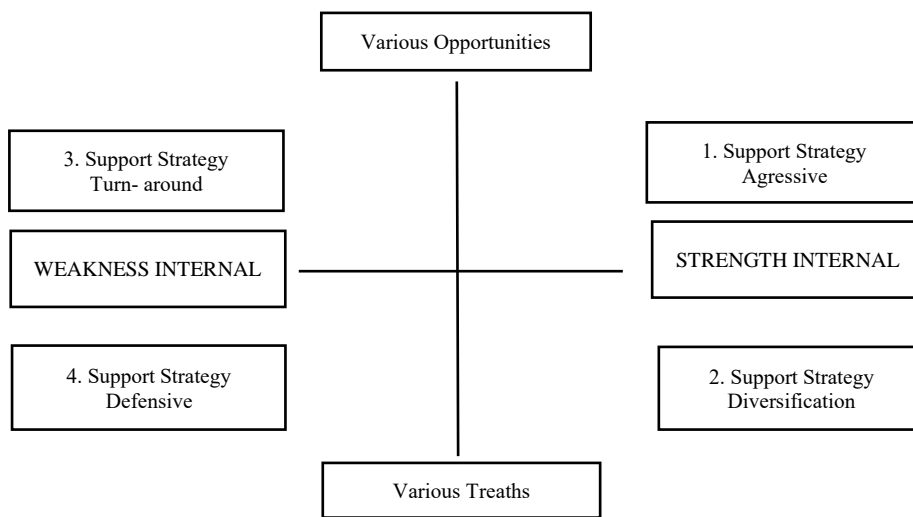 Various Opportunities
3. Support Strategy
Turn- around
1. Support Strategy
Agressive
WEAKNESS INTERNAL
STRENGTH INTERNAL
4. Support Strategy
Defensive
2. Support Strategy
Diversification
Various Treaths